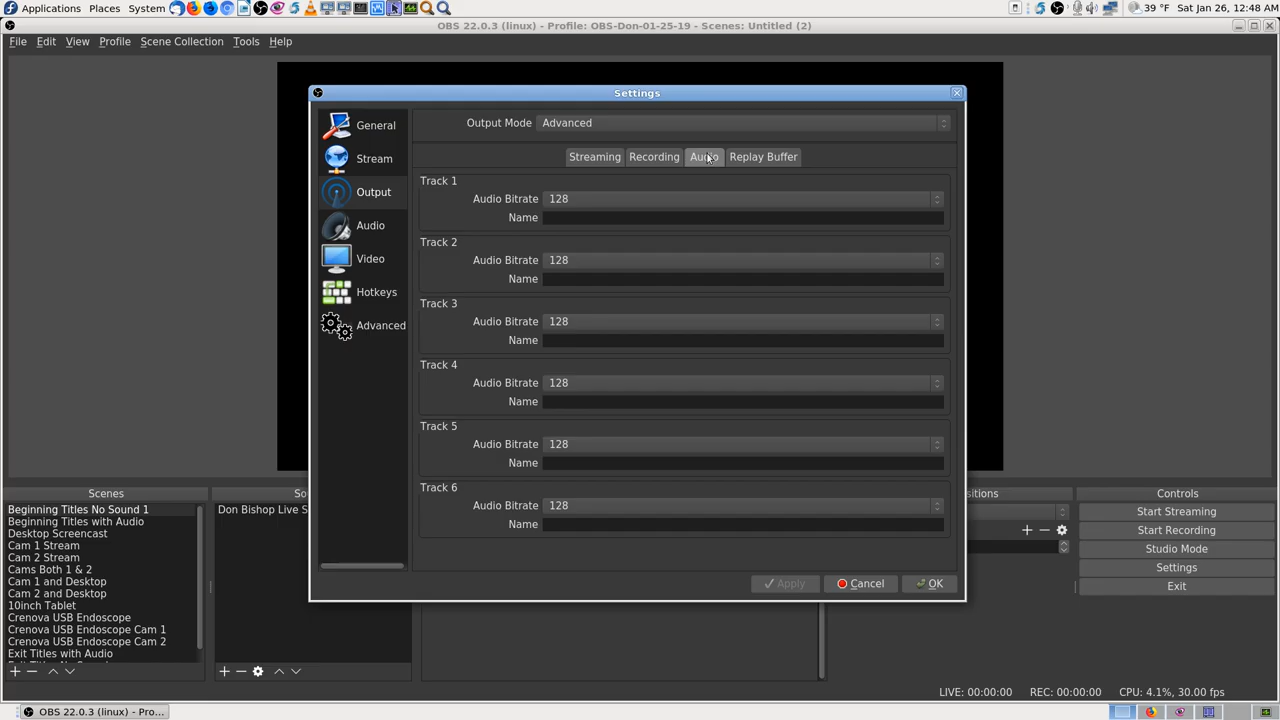 Applications Places System 39 °F Sat Jan 26, 12:48 AM
OBS 22.0.3 (linux) - Profile: OBS-Don-01-25-19 - Scenes: Untitled (2)
File Edit View Profile Scene Collection Tools Help
Settings
General
Stream
Output
Audio
Video
Hotkeys
Advanced
Output Mode Advanced
Streaming Recording Audio Replay Buffer
Track 1
Audio Bitrate 128
Name
Track 2
Audio Bitrate 128
Name
Track 3
Audio Bitrate 128
Name
Track 4
Audio Bitrate 128
Name
Track 5
Audio Bitrate 128
Name
Track 6
Audio Bitrate 128
Name
Apply Cancel OK
Scenes
Beginning Titles No Sound 1
Beginning Titles with Audio
Desktop Screencast
Cam 1 Stream
Cam 2 Stream
Cams Both 1 & 2
Cam 1 and Desktop
Cam 2 and Desktop
10inch Tablet
Crenova USB Endoscope
Crenova USB Endoscope Cam 1
Crenova USB Endoscope Cam 2
Exit Titles with Audio
So
Don Bishop Live S
sitions
Controls
Start Streaming
Start Recording
Studio Mode
Settings
Exit
LIVE: 00:00:00 REC: 00:00:00 CPU: 4.1%, 30.00 fps
OBS 22.0.3 (linux) - Pro...